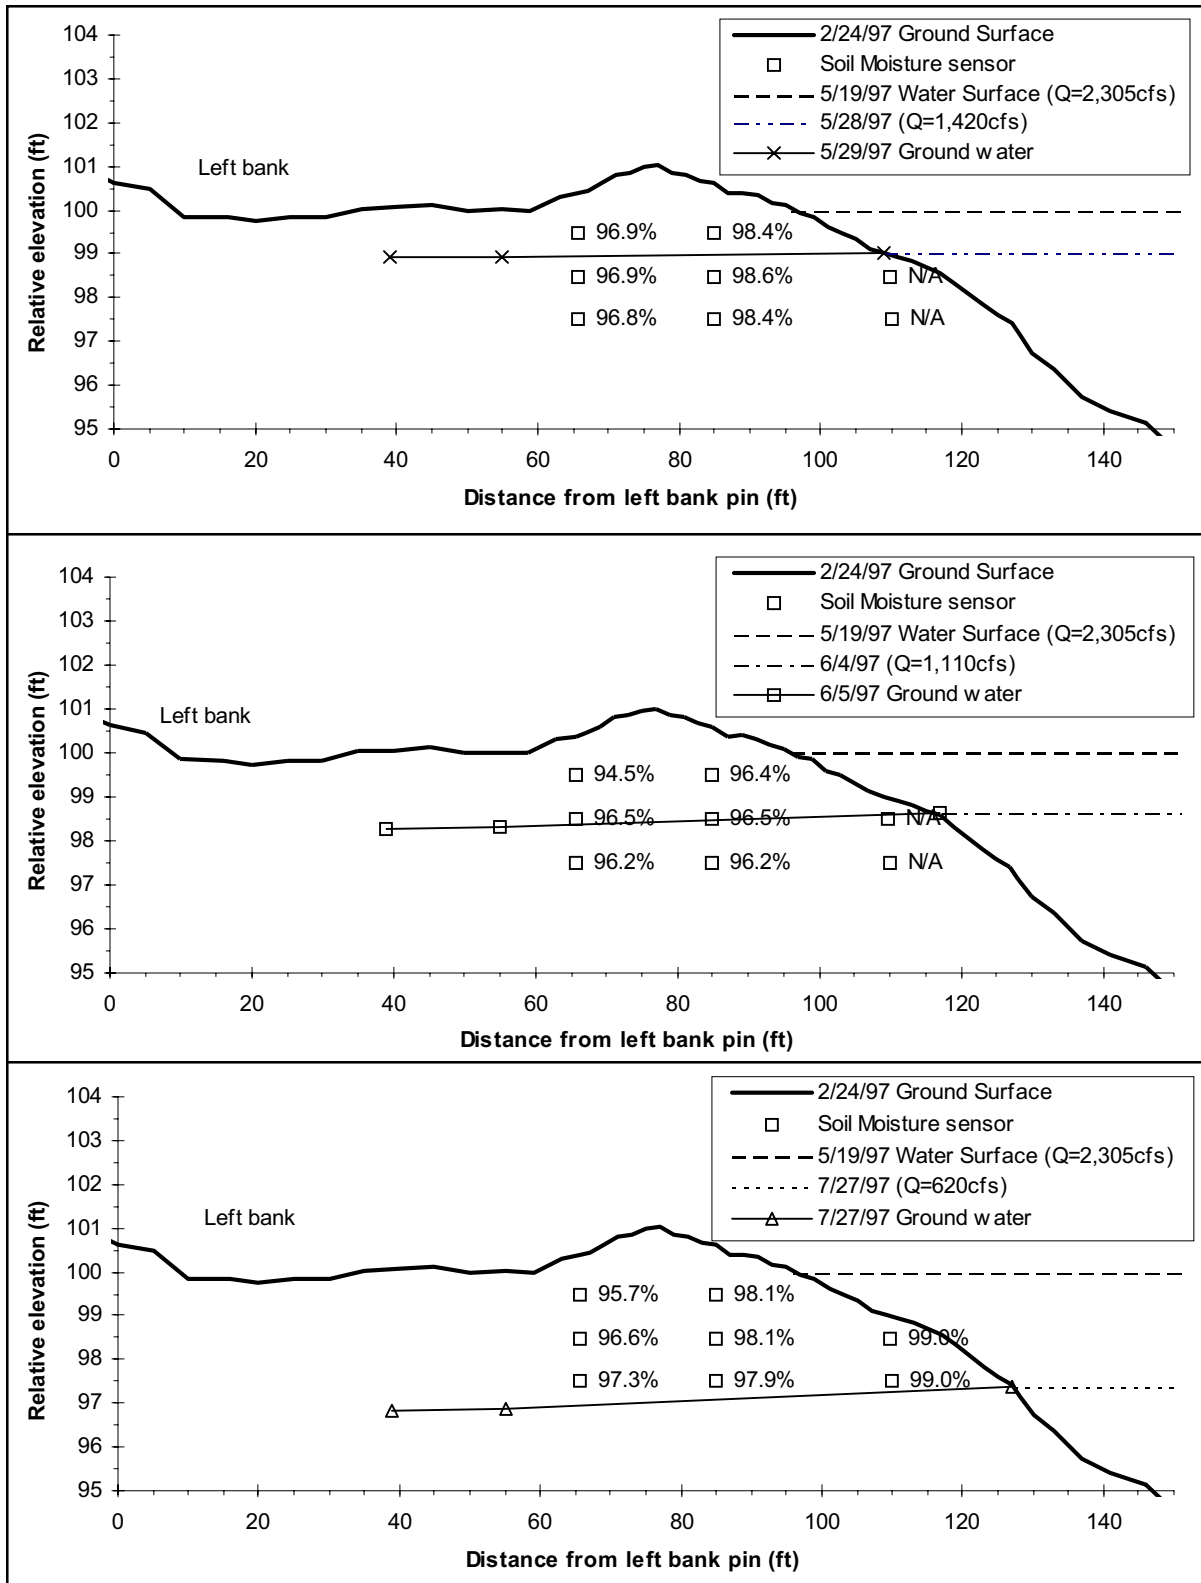 104
103
102
101
100
99
98
97
96
95
Relative elevation (ft)
2/24/97 Ground Surface
Soil Moisture sensor
5/19/97 Water Surface (Q=2,305cfs)
5/28/97 (Q=1,420cfs)
5/29/97 Ground water
Left bank
96.9% 98.4%
96.9% 98.6% N/A
96.8% 98.4% N/A
0 20 40 60 80 100 120 140
Distance from left bank pin (ft)
104
103
102
101
100
99
98
97
96
95
Relative elevation (ft)
2/24/97 Ground Surface
Soil Moisture sensor
5/19/97 Water Surface (Q=2,305cfs)
6/4/97 (Q=1,110cfs)
6/5/97 Ground water
Left bank
94.5% 96.4%
96.5% 96.5% N/A
96.2% 96.2% N/A
0 20 40 60 80 100 120 140
Distance from left bank pin (ft)
104
103
102
101
100
99
98
97
96
95
Relative elevation (ft)
2/24/97 Ground Surface
Soil Moisture sensor
5/19/97 Water Surface (Q=2,305cfs)
7/27/97 (Q=620cfs)
7/27/97 Ground water
Left bank
95.7% 98.1%
96.6% 98.1% 99.0%
97.3% 97.9% 99.0%
0 20 40 60 80 100 120 140
Distance from left bank pin (ft)